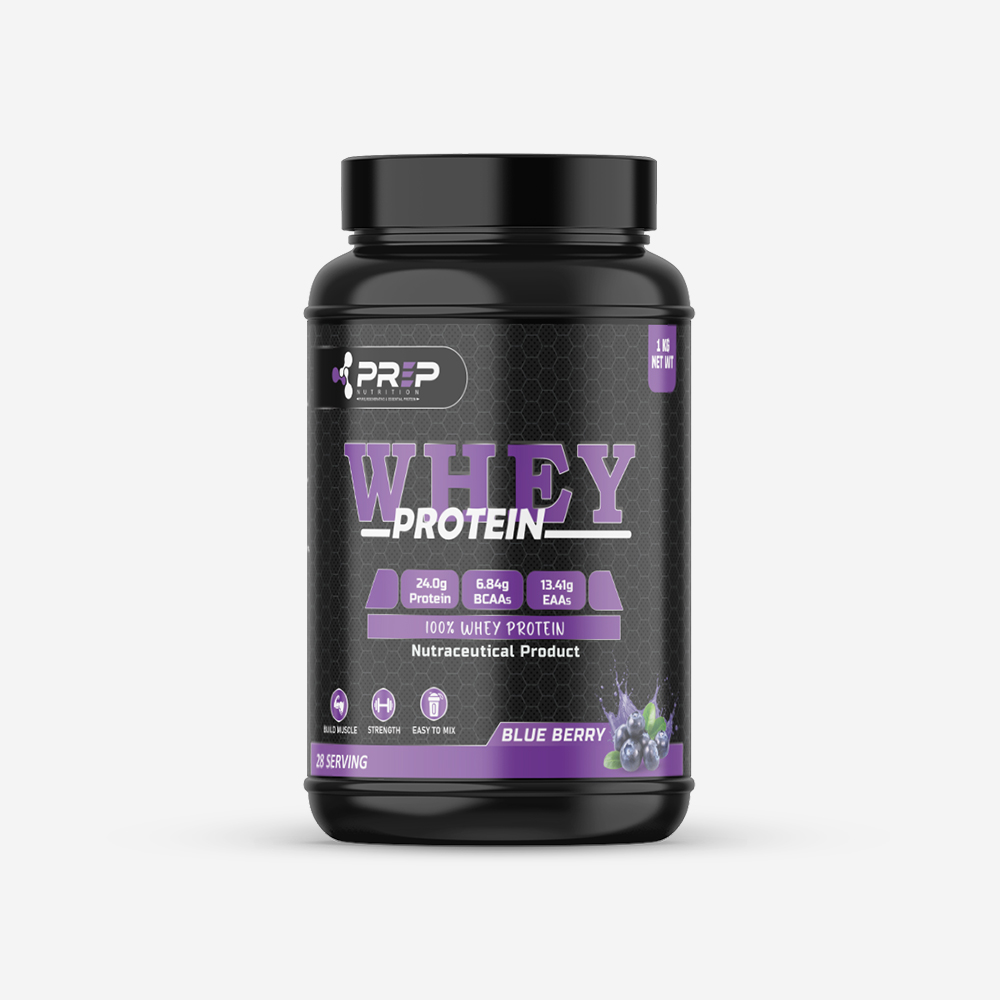 PREP
NUTRITION
1 KG
NET WT
WHEY
PROTEIN
24.0g
Protein
6.84g
BCAAs
13.41g
EAAs
100% WHEY PROTEIN
Nutraceutical Product
BUILD MUSCLE
STRENGTH
EASY TO MIX
BLUE BERRY
28 SERVING